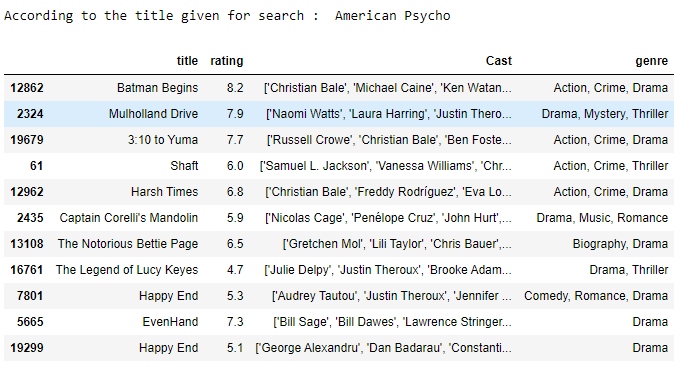 According to the title given for search :  American Psycho
title rating Cast genre
12862 Batman Begins 8.2 ['Christian Bale', 'Michael Caine', 'Ken Watan... Action, Crime, Drama
2324 Mulholland Drive 7.9 ['Naomi Watts', 'Laura Harring', 'Justin Thero... Drama, Mystery, Thriller
19679 3:10 to Yuma 7.7 ['Russell Crowe', 'Christian Bale', 'Ben Foste... Action, Crime, Drama
61 Shaft 6.0 ['Samuel L. Jackson', 'Vanessa Williams', 'Chr... Action, Crime, Thriller
12962 Harsh Times 6.8 ['Christian Bale', 'Freddy Rodríguez', 'Eva Lo... Action, Crime, Drama
2435 Captain Corelli's Mandolin 5.9 ['Nicolas Cage', 'Penélope Cruz', 'John Hurt',... Drama, Music, Romance
13108 The Notorious Bettie Page 6.5 ['Gretchen Mol', 'Lili Taylor', 'Chris Bauer',... Biography, Drama
16761 The Legend of Lucy Keyes 4.7 ['Julie Delpy', 'Justin Theroux', 'Brooke Adam... Drama, Thriller
7801 Happy End 5.3 ['Audrey Tautou', 'Justin Theroux', 'Jennifer ... Comedy, Romance, Drama
5665 EvenHand 7.3 ['Bill Sage', 'Bill Dawes', 'Lawrence Stringer... Drama
19299 Happy End 5.1 ['George Alexandru', 'Dan Badarau', 'Constanti... Drama